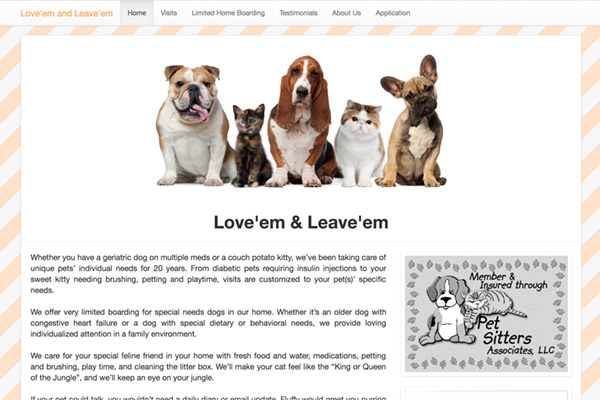 Love'em and Leave'em Home Visits Limited Home Boarding Testimonials About Us Application
Love'em & Leave'em
Whether you have a geriatric dog on multiple meds or a couch potato kitty, we've been taking care of
unique pets' individual needs for 20 years. From diabetic pets requiring insulin injections to your
sweet kitty needing brushing, petting and playtime, visits are customized to your pet(s)' specific
needs.
We offer very limited boarding for special needs dogs in our home. Whether it's an older dog with
congestive heart failure or a dog with special dietary or behavioral needs, we provide loving
individualized attention in a family environment.
We care for your special feline friend in your home with fresh food and water, medications, petting
and brushing, play time, and cleaning the litter box. We'll make your cat feel like the “King or Queen
of the Jungle”, and we'll keep an eye on your jungle.
If your pet could talk, you wouldn't need a daily diary or email update. Fluffy would greet you purring
Member &
Insured through
Pet
Sitters
Associates, LLC